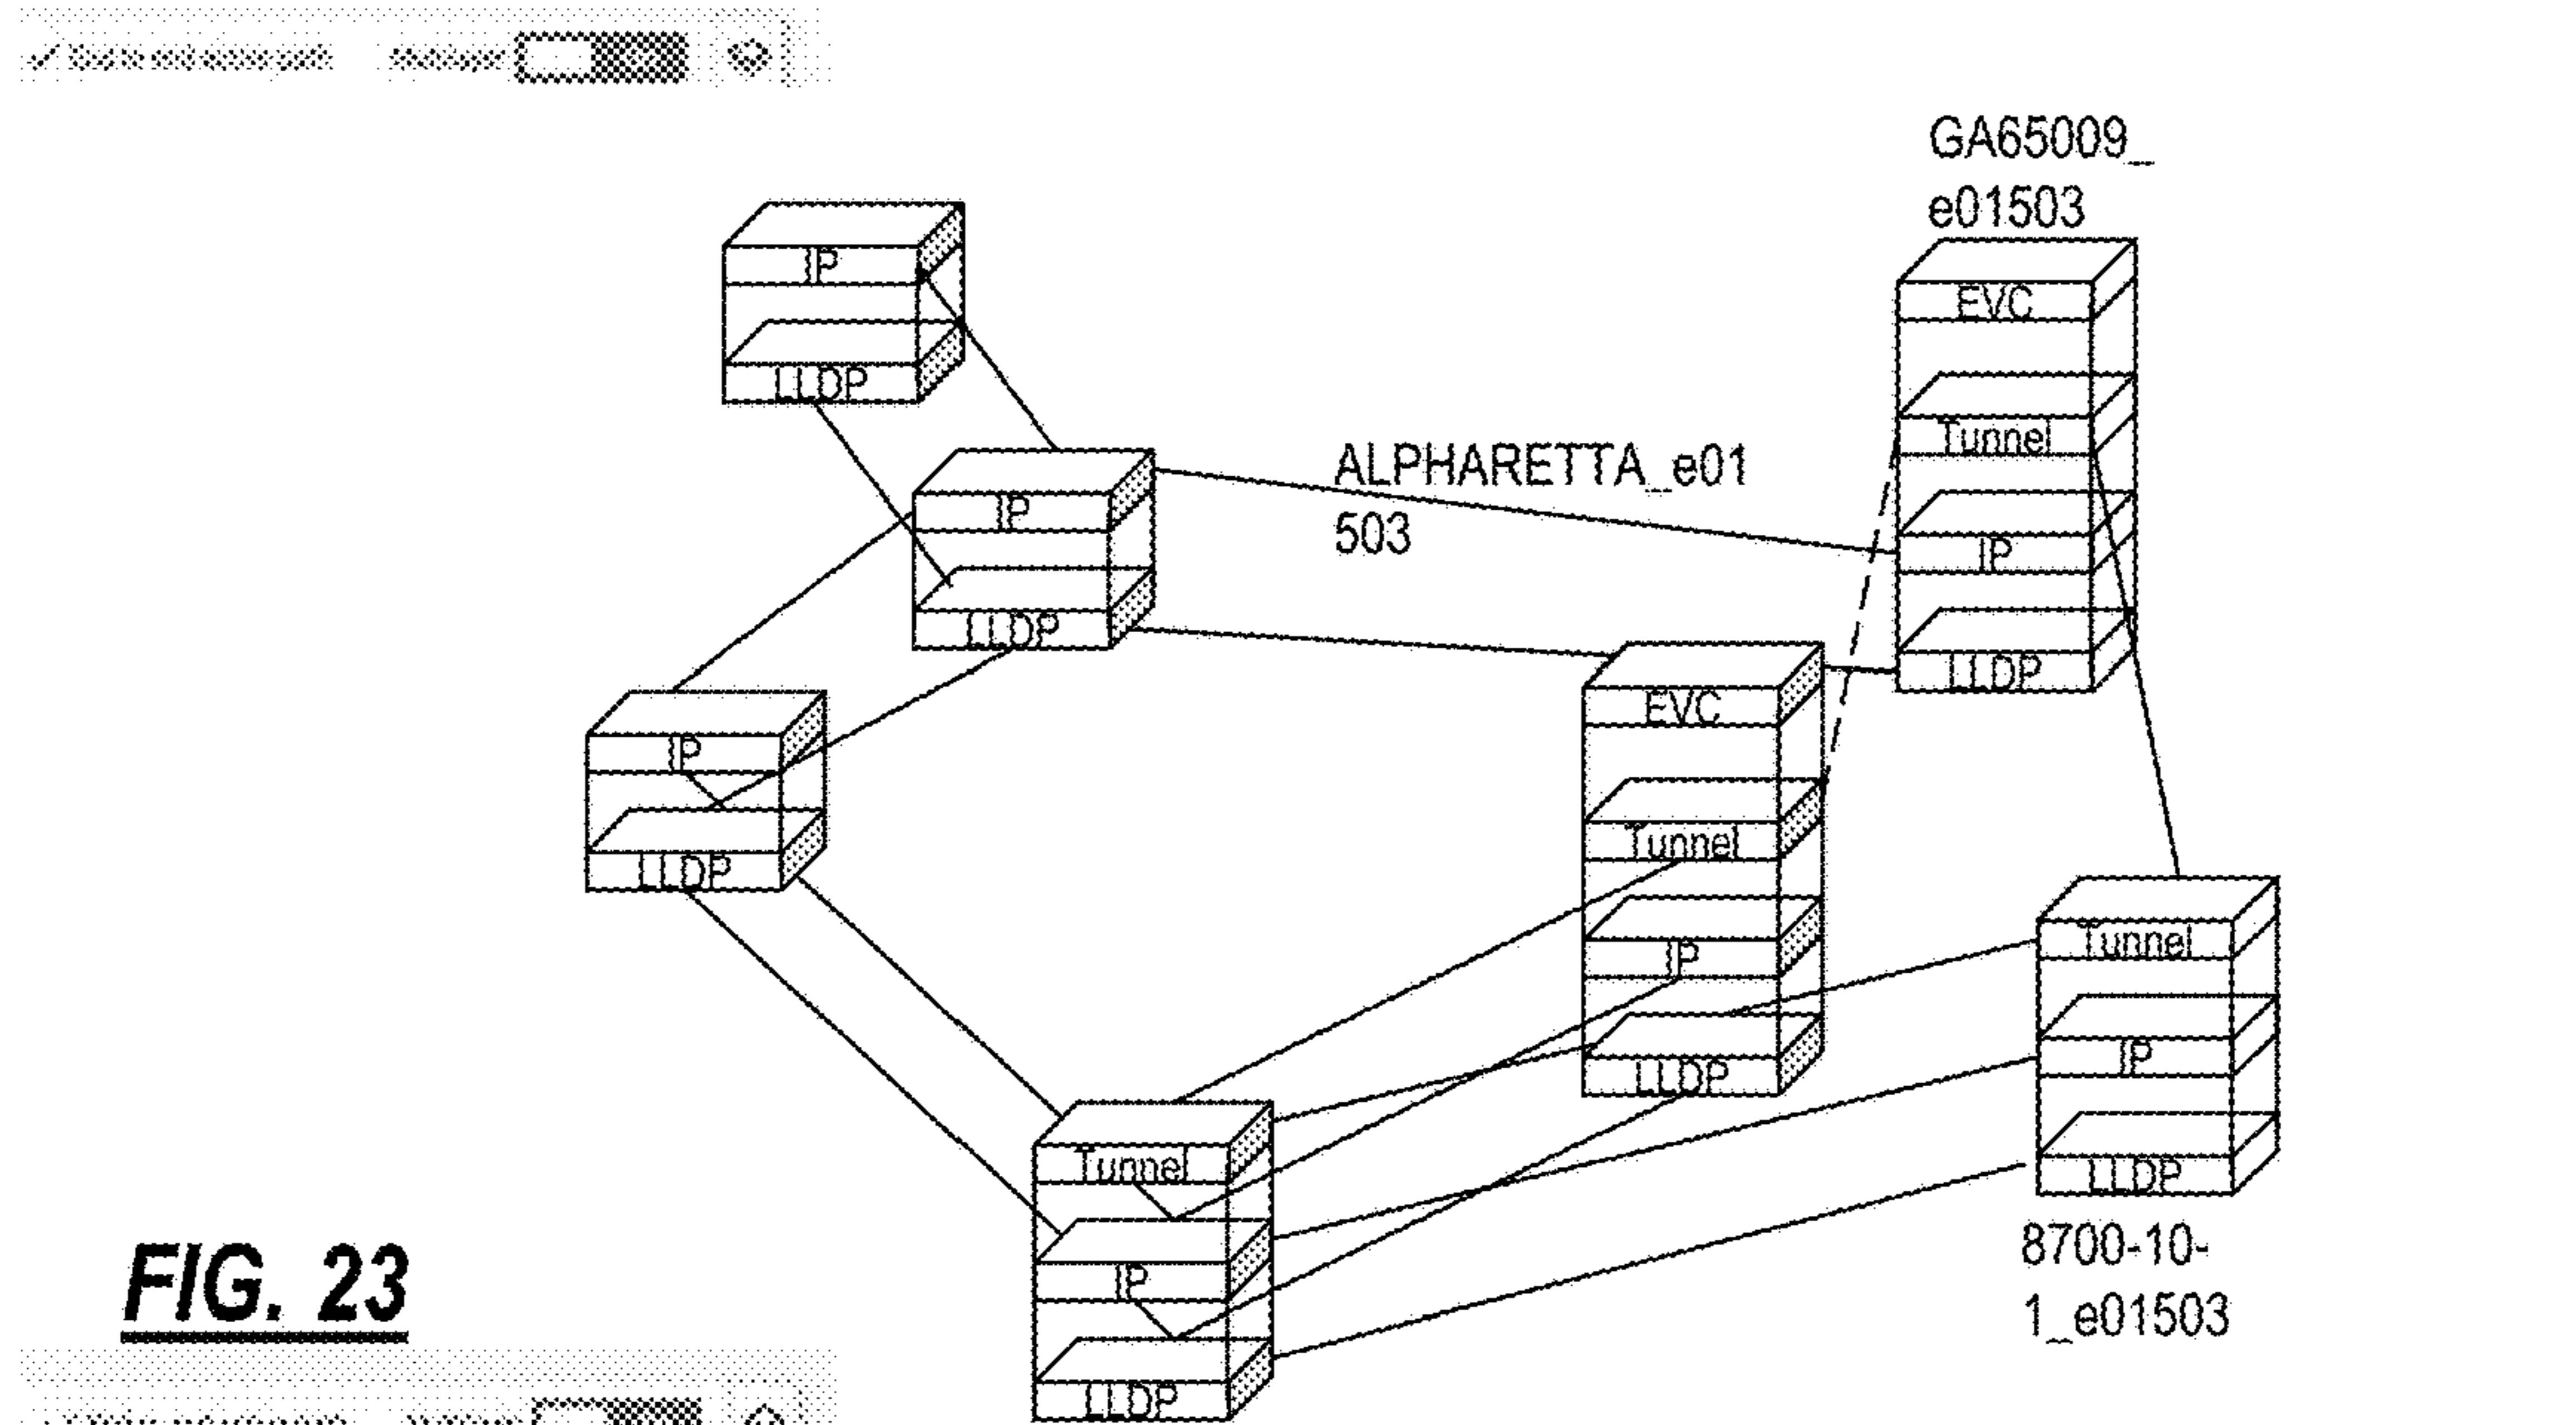 GA65009_
e01503
IP
LLDP
EVC
Tunnel
IP
LLDP
ALPHARETTA_e01
503
IP
LLDP
IP
LLDP
EVC
Tunnel
IP
LLDP
Tunnel
IP
LLDP
8700-10-
1_e01503
Tunnel
IP
LLDP
FIG. 23